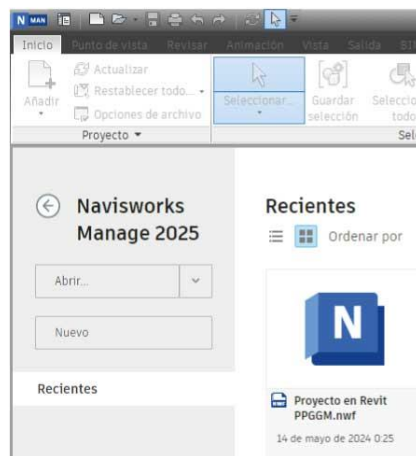 N MAN
Inicio Punto de vista Revisar Animación Vista Salida
Actualizar
Restablecer todo...
Añadir
Opciones de archivo
Seleccionar...
Guardar
selección
todo
Proyecto
Navisworks
Manage 2025
Abrir...
Nuevo
Recientes
Recientes
Ordenar por
N
Proyecto en Revit
PPGGM.nwf
14 de mayo de 2024 0:25